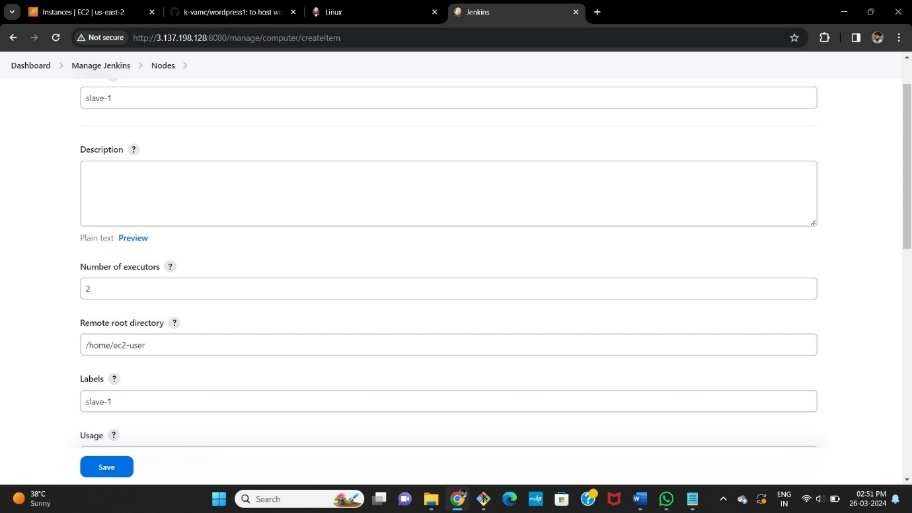 Instances | EC2 | us-east-2
k-vamc/wordpress1: to host wo
Linux
Jenkins
Not secure
http://3.137.198.128:8080/manage/computer/createItem
Dashboard
Manage Jenkins
Nodes
slave-1
Description ?
Plain text Preview
Number of executors ?
2
Remote root directory ?
/home/ec2-user
Labels ?
slave-1
Usage ?
Save
38°C
Sunny
Search
ENG
IN
02:51 PM
26-03-2024